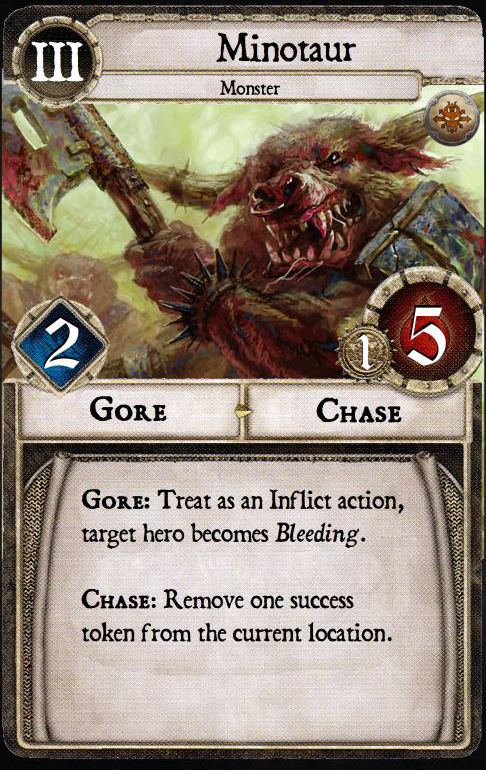 III
Minotaur
Monster
2
1
5
Gore
Chase
Gore: Treat as an Inflict action,
target hero becomes Bleeding.
Chase: Remove one success
token from the current location.